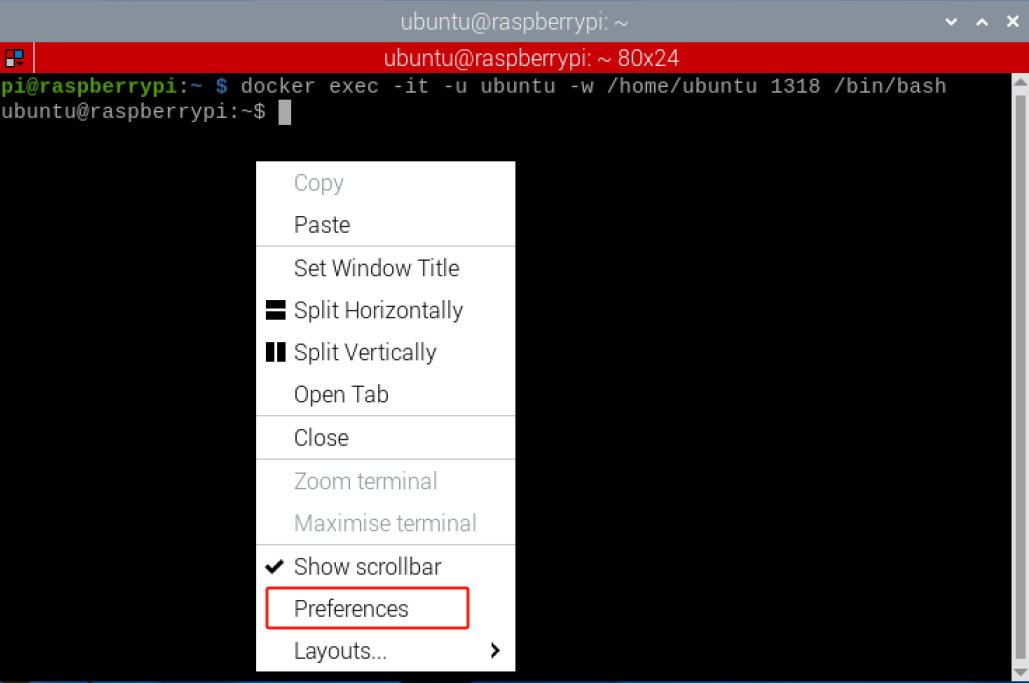 ubuntu@raspberrypi: ~
ubuntu@raspberrypi: ~ 80x24
pi@raspberrypi:~ $ docker exec -it -u ubuntu -w /home/ubuntu 1318 /bin/bash
ubuntu@raspberrypi:~$
Copy
Paste
Set Window Title
Split Horizontally
Split Vertically
Open Tab
Close
Zoom terminal
Maximise terminal
Show scrollbar
Preferences
Layouts...